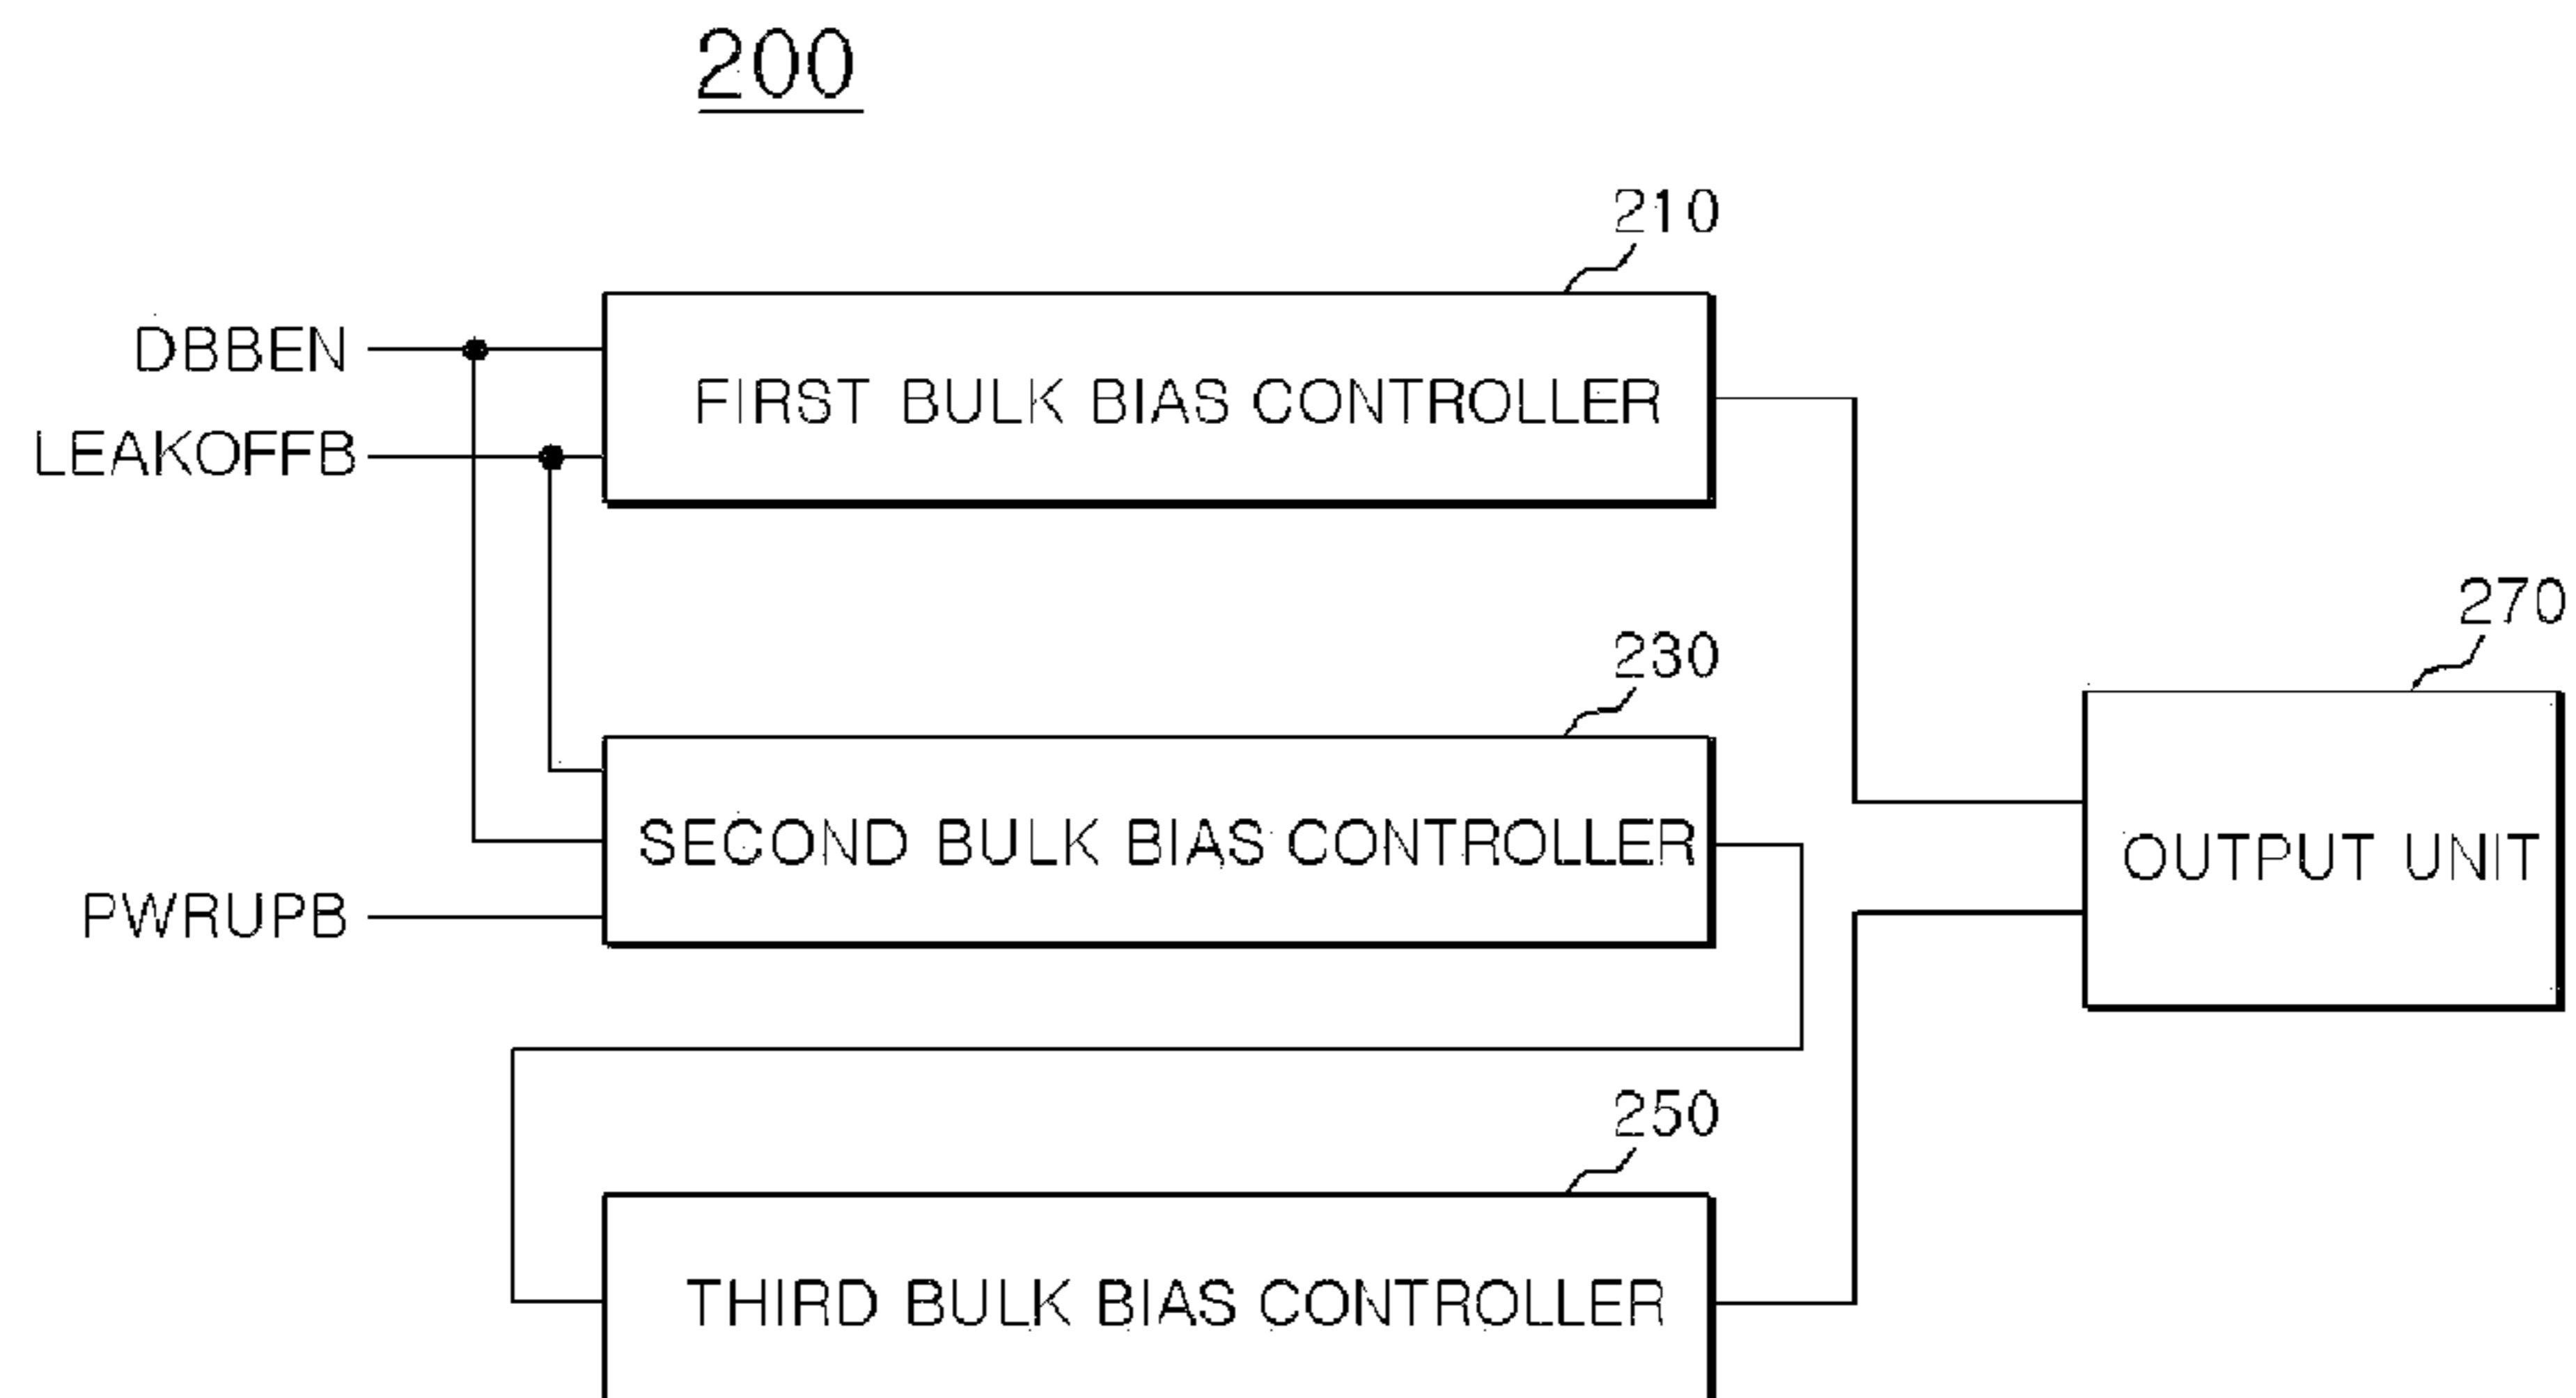 200
210
DBBEN
FIRST BULK BIAS CONTROLLER
LEAKOFFB
270
230
SECOND BULK BIAS CONTROLLER
OUTPUT UNIT
PWRUPB
250
THIRD BULK BIAS CONTROLLER